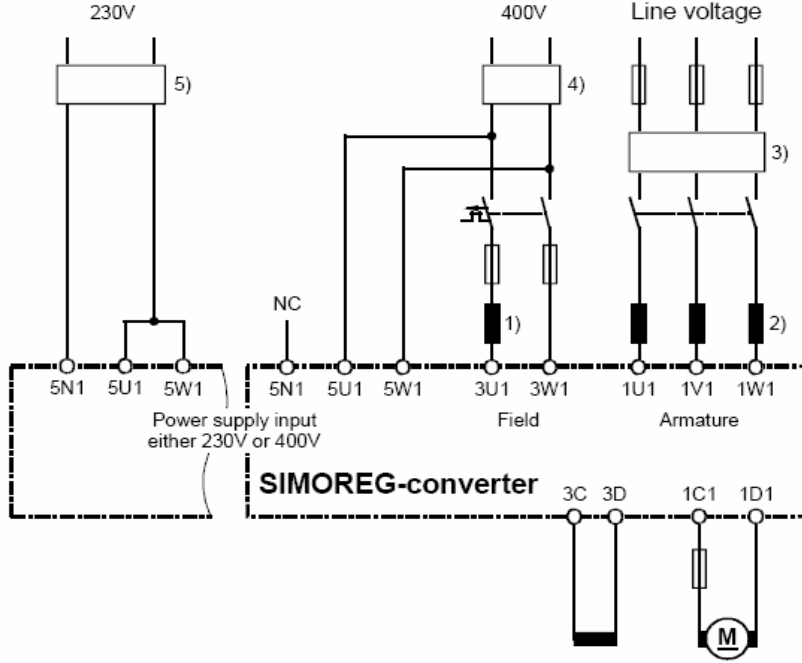 230V
400V
Line voltage
5)
4)
3)
NC
1)
2)
5N1 5U1 5W1
5N1 5U1 5W1 3U1 3W1 1U1 1V1 1W1
Power supply input
either 230V or 400V
Field
Armature
SIMOREG-converter
3C 3D 1C1 1D1
M